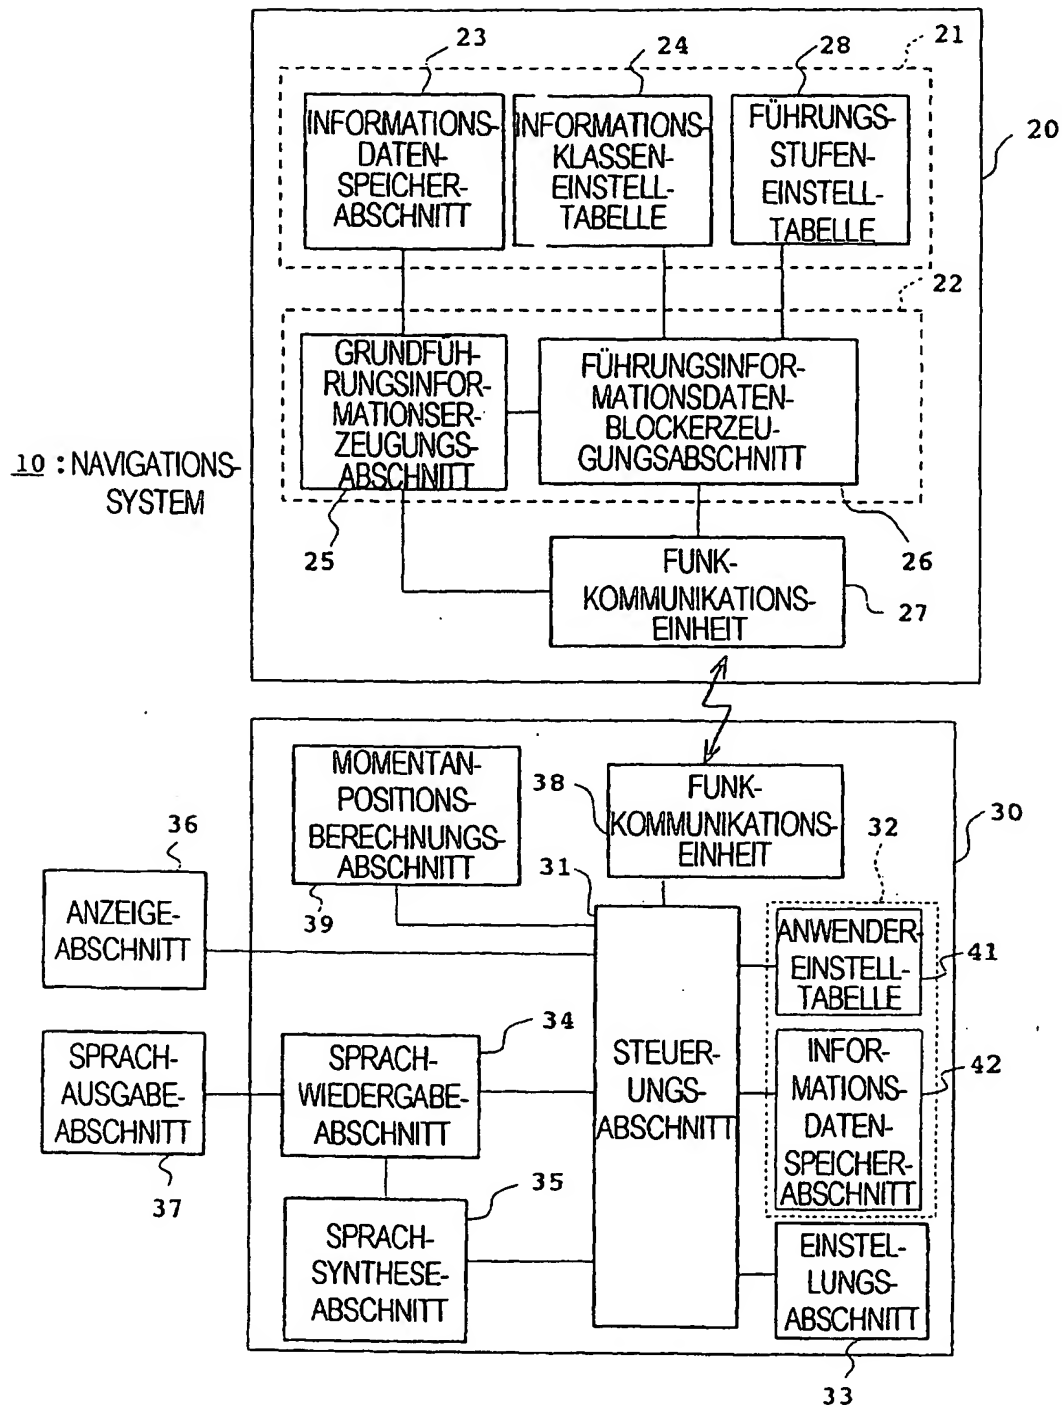 23
24
28
21
20
INFORMATIONS-
DATEN-
SPEICHER-
ABSCHNITT
INFORMATIONS-
KLASSEN-
EINSTELL-
TABELLE
FÜHRUNGS-
STUFEN-
EINSTELL-
TABELLE
22
GRUNDFUH-
RUNGSINFOR-
MATIONSER-
ZEUGUNGS-
ABSCHNITT
FÜHRUNGSINFOR-
MATIONSDATEN-
BLOCKERZEU-
GUNGSABSCHNITT
10 : NAVIGATIONS-
SYSTEM
25
26
FUNK-
KOMMUNIKATIONS-
EINHEIT
27
MOMENTAN-
POSITIONS-
BERECHNUNGS-
ABSCHNITT
39
38
FUNK-
KOMMUNIKATIONS-
EINHEIT
30
36
31
32
ANZEIGE-
ABSCHNITT
ANWENDER-
EINSTELL-
TABELLE
41
SPRACH-
AUSGABE-
ABSCHNITT
37
SPRACH-
WIEDERGABE-
ABSCHNITT
34
STEUER-
UNGS-
ABSCHNITT
INFOR-
MATIONS-
DATEN-
SPEICHER-
ABSCHNITT
42
SPRACH-
SYNTHESE-
ABSCHNITT
35
EINSTEL-
LUNGS-
ABSCHNITT
33